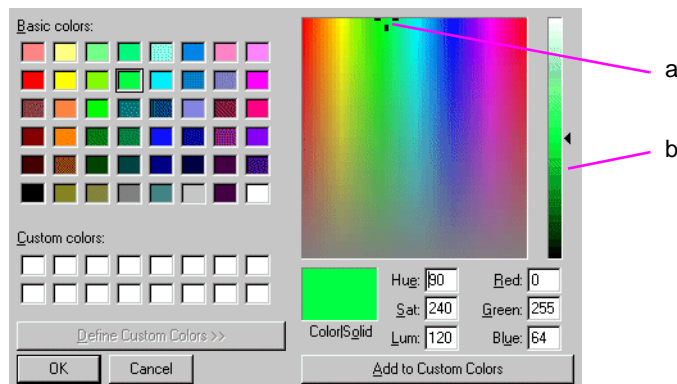 Basic colors:
a
b
Custom colors:
Hue: 90 Red: 0
Sat: 240 Green: 255
Color|Solid Lum: 120 Blue: 64
Define Custom Colors >>
OK Cancel Add to Custom Colors